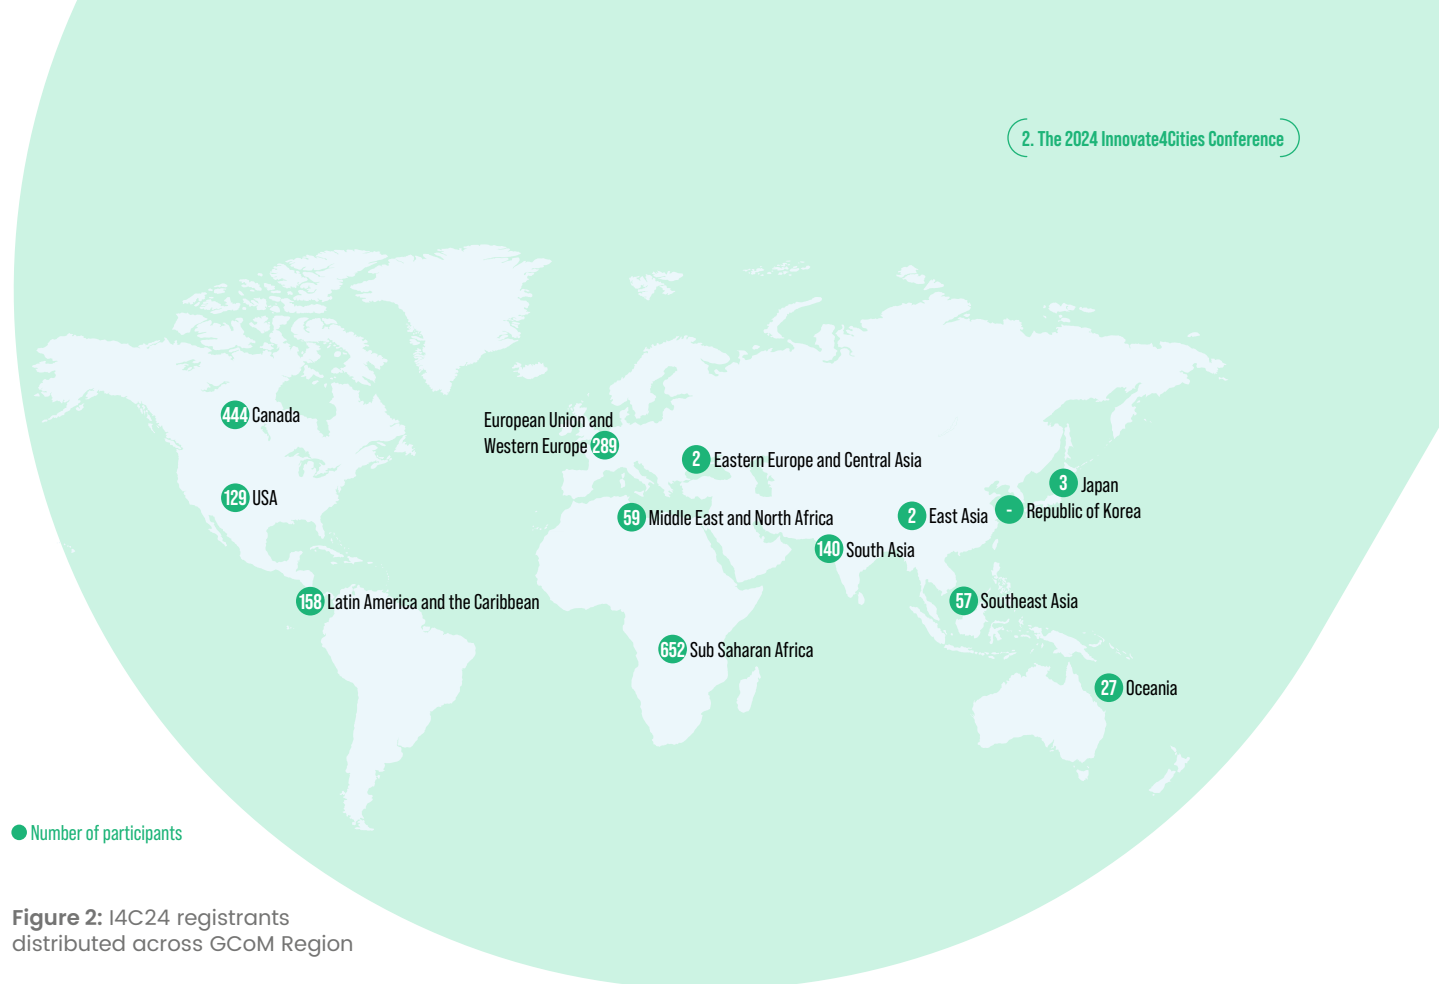 2. The 2024 Innovate4Cities Conference
444 Canada
European Union and
Western Europe 289
2 Eastern Europe and Central Asia
129 USA
3 Japan
- Republic of Korea
59 Middle East and North Africa
2 East Asia
140 South Asia
158 Latin America and the Caribbean
57 Southeast Asia
652 Sub Saharan Africa
27 Oceania
Number of participants
Figure 2: I4C24 registrants
distributed across GCoM Region